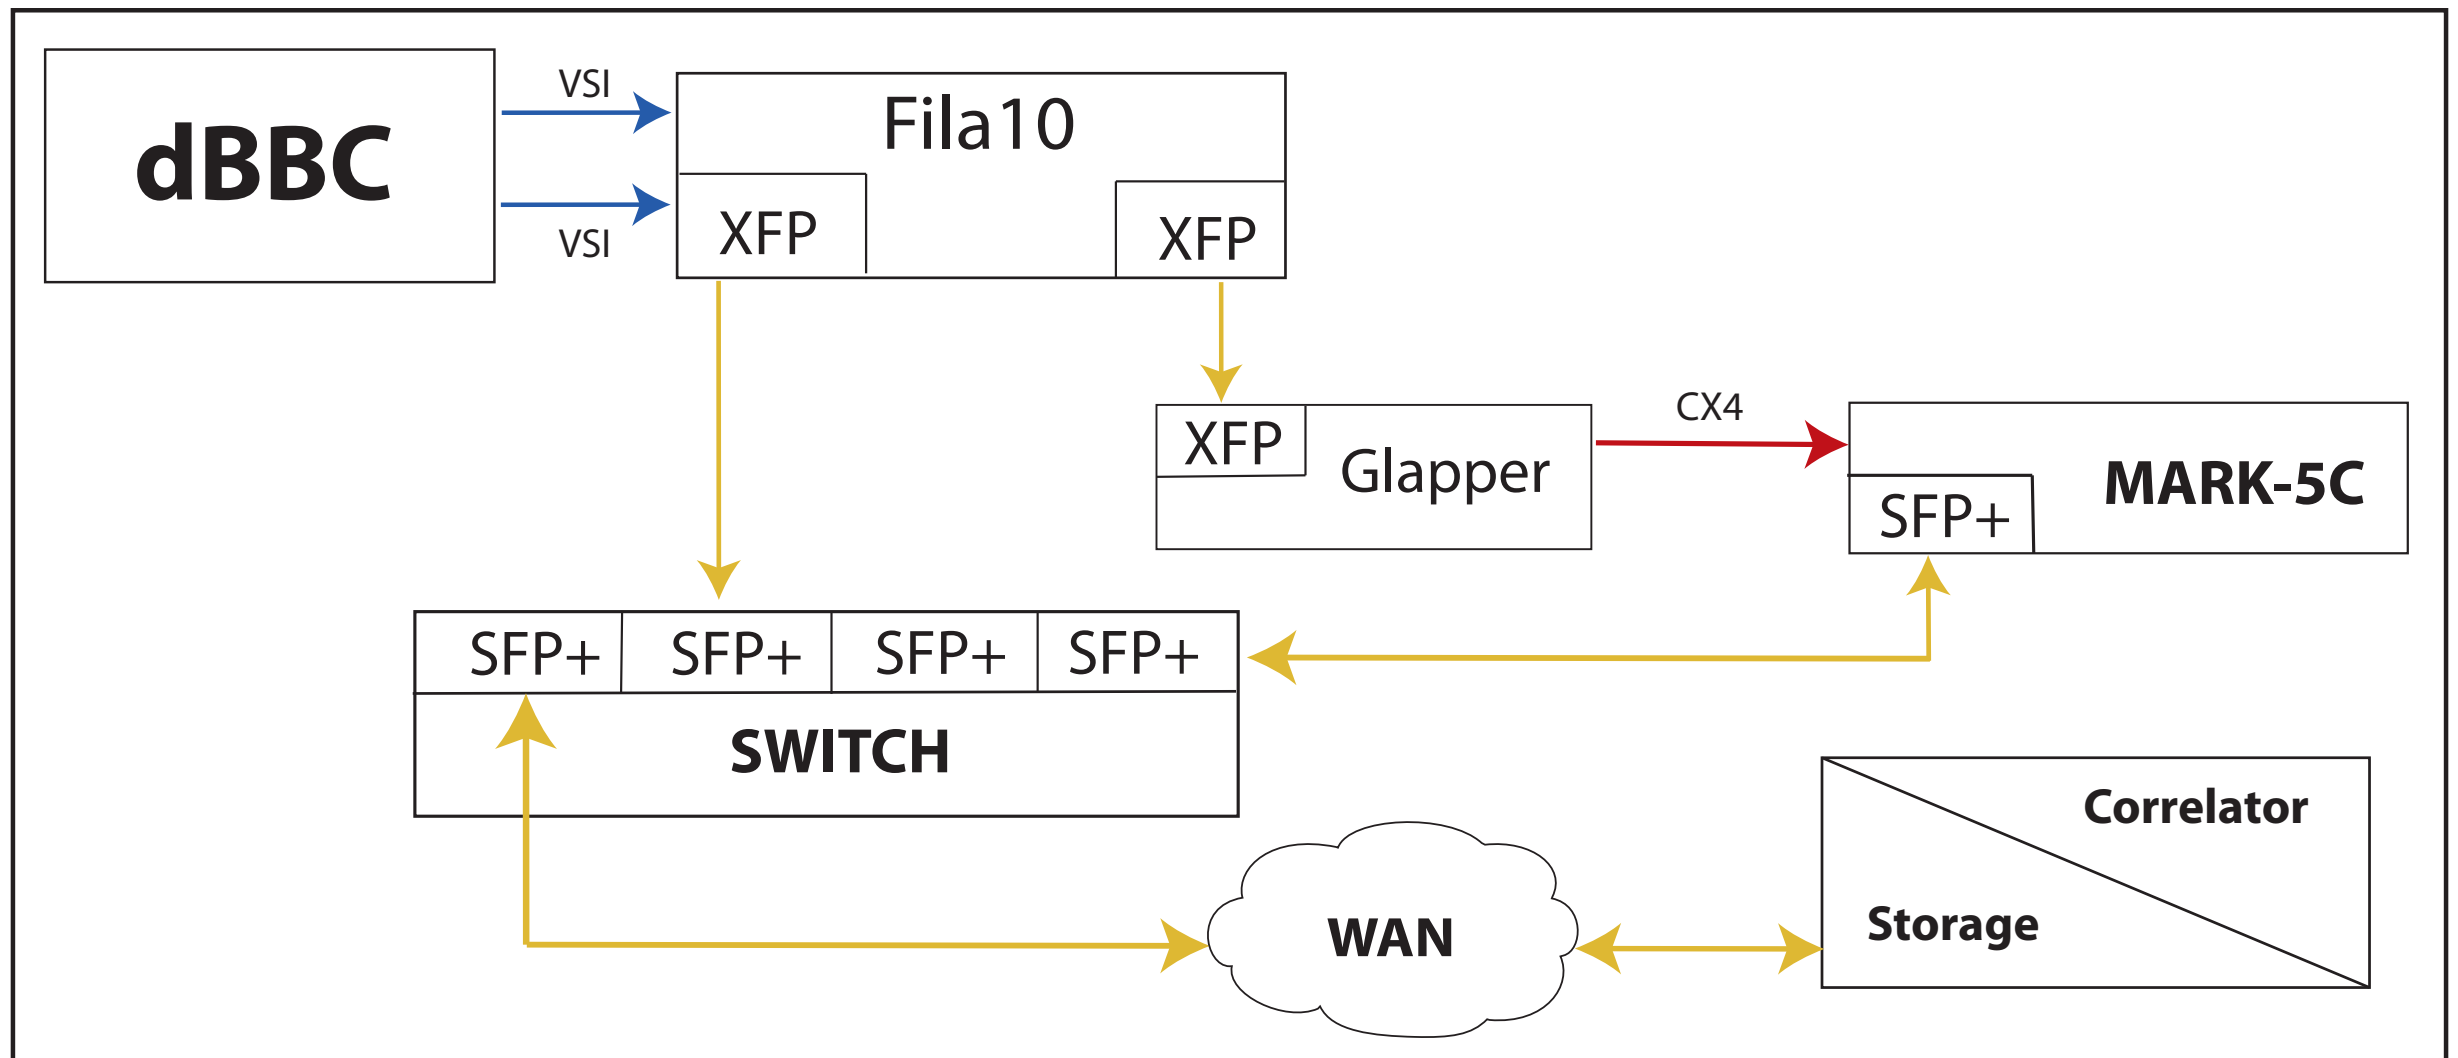 VSI
dBBC
Fila10
XFP
XFP
VSI
CX4
XFP
Glapper
MARK-5C
SFP+
SFP+
SFP+
SFP+
SFP+
SWITCH
Correlator
Storage
WAN